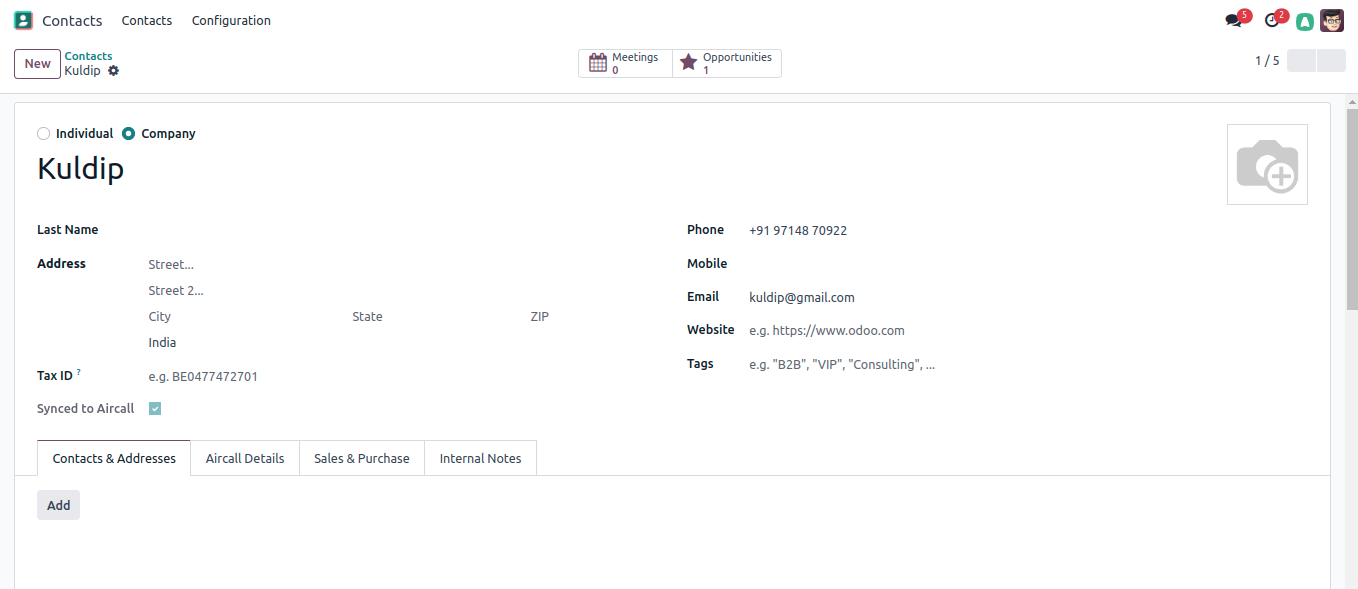 Contacts Contacts Configuration 5 2
New Contacts Meetings Opportunities
Kuldip 0 1 1 / 5
Individual Company
Kuldip
Last Name Phone +91 97148 70922
Address Street... Mobile
Street 2...
Email kuldip@gmail.com
City State ZIP
Website e.g. https://www.odoo.com
India
Tags e.g. "B2B", "VIP", "Consulting", ...
Tax ID ? e.g. BE0477472701
Synced to Aircall
Contacts & Addresses Aircall Details Sales & Purchase Internal Notes
Add